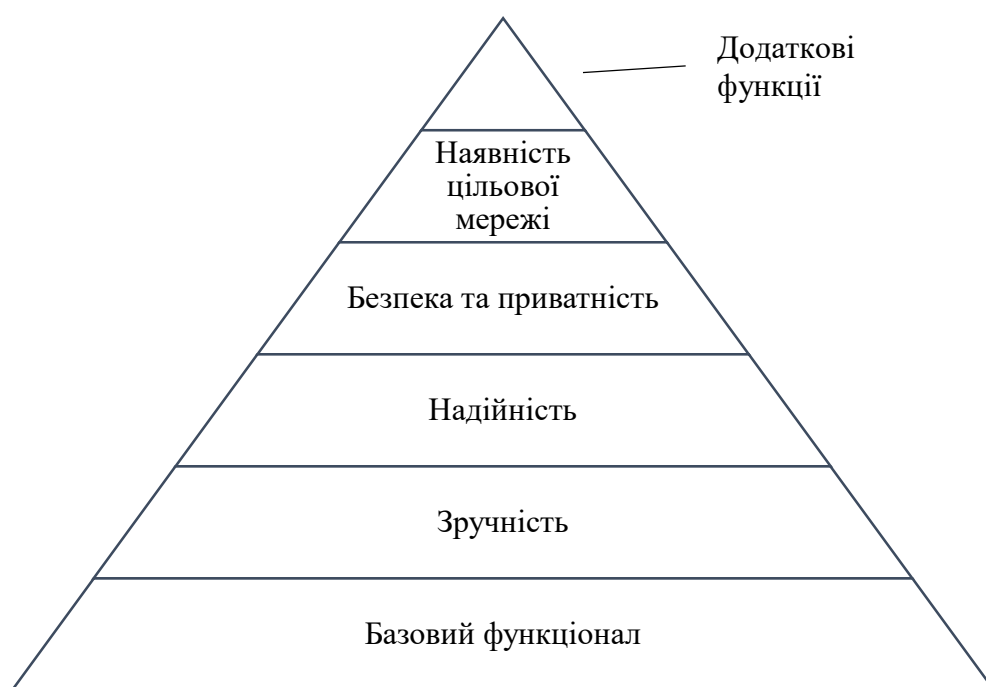 Додаткові
функції
Наявність
цільової
мережі
Безпека та приватність
Надійність
Зручність
Базовий функціонал